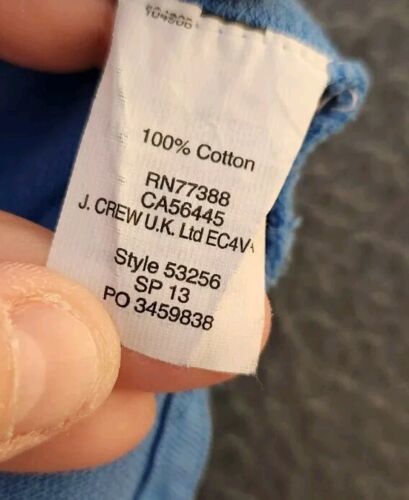 100% Cotton
RN77388
CA56445
J. CREW U.K. Ltd EC4V
Style 53256
SP 13
PO 3459838